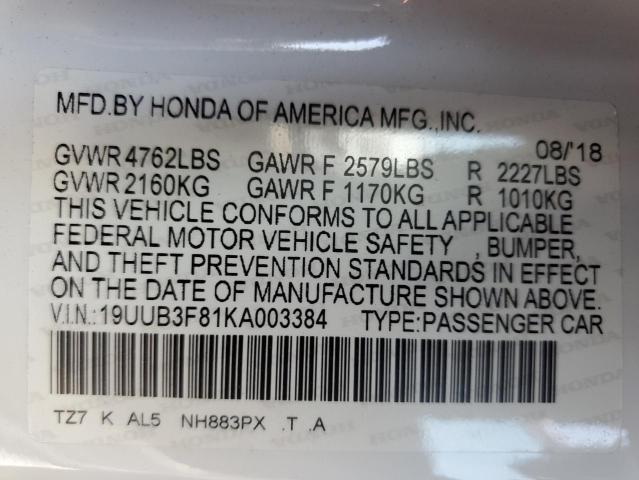 MFD.BY HONDA OF AMERICA MFG.,INC.
08/'18
GVWR 4762LBS GAWR F 2579LBS R 2227LBS
GVWR 2160KG GAWR F 1170KG R 1010KG
THIS VEHICLE CONFORMS TO ALL APPLICABLE
FEDERAL MOTOR VEHICLE SAFETY , BUMPER,
AND THEFT PREVENTION STANDARDS IN EFFECT
ON THE DATE OF MANUFACTURE SHOWN ABOVE.
V.I.N.:19UUB3F81KA003384 TYPE:PASSENGER CAR
TZ7 K AL5 NH883PX .T .A